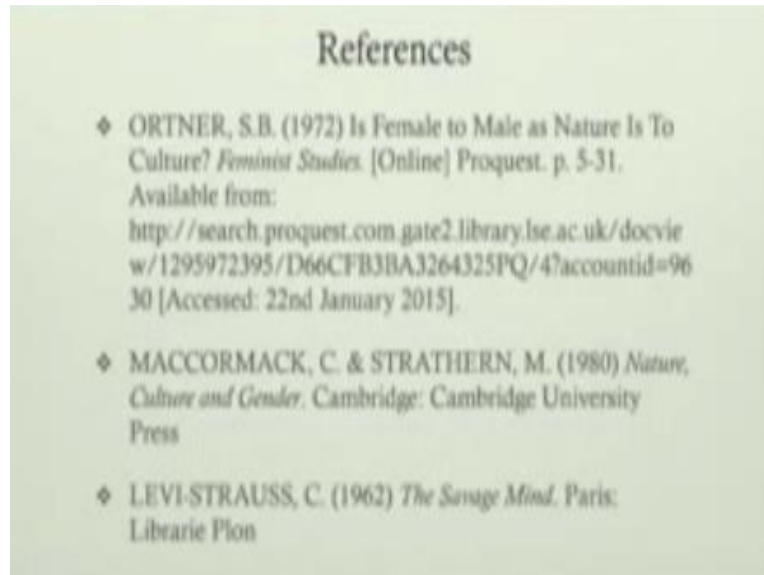 References
ORTNER, S.B. (1972) Is Female to Male as Nature Is To
Culture? Feminist Studies. [Online] Proquest. p. 5-31.
Available from:
http://search.proquest.com.gate2.library.lse.ac.uk/docvie
w/1295972395/D66CFB3BA3264325PQ/4?accountid=96
30 [Accessed: 22nd January 2015].
MACCORMACK, C. & STRATHERN, M. (1980) Nature,
Culture and Gender. Cambridge: Cambridge University
Press
LEVI-STRAUSS, C. (1962) The Savage Mind. Paris:
Librarie Plon